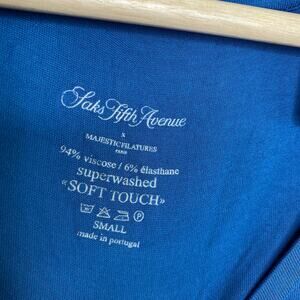 Saks Fifth Avenue
x
MAJESTIC FILATURES
PARIS
94% viscose / 6% élasthane
superwashed
«SOFT TOUCH»
SMALL
made in portugal